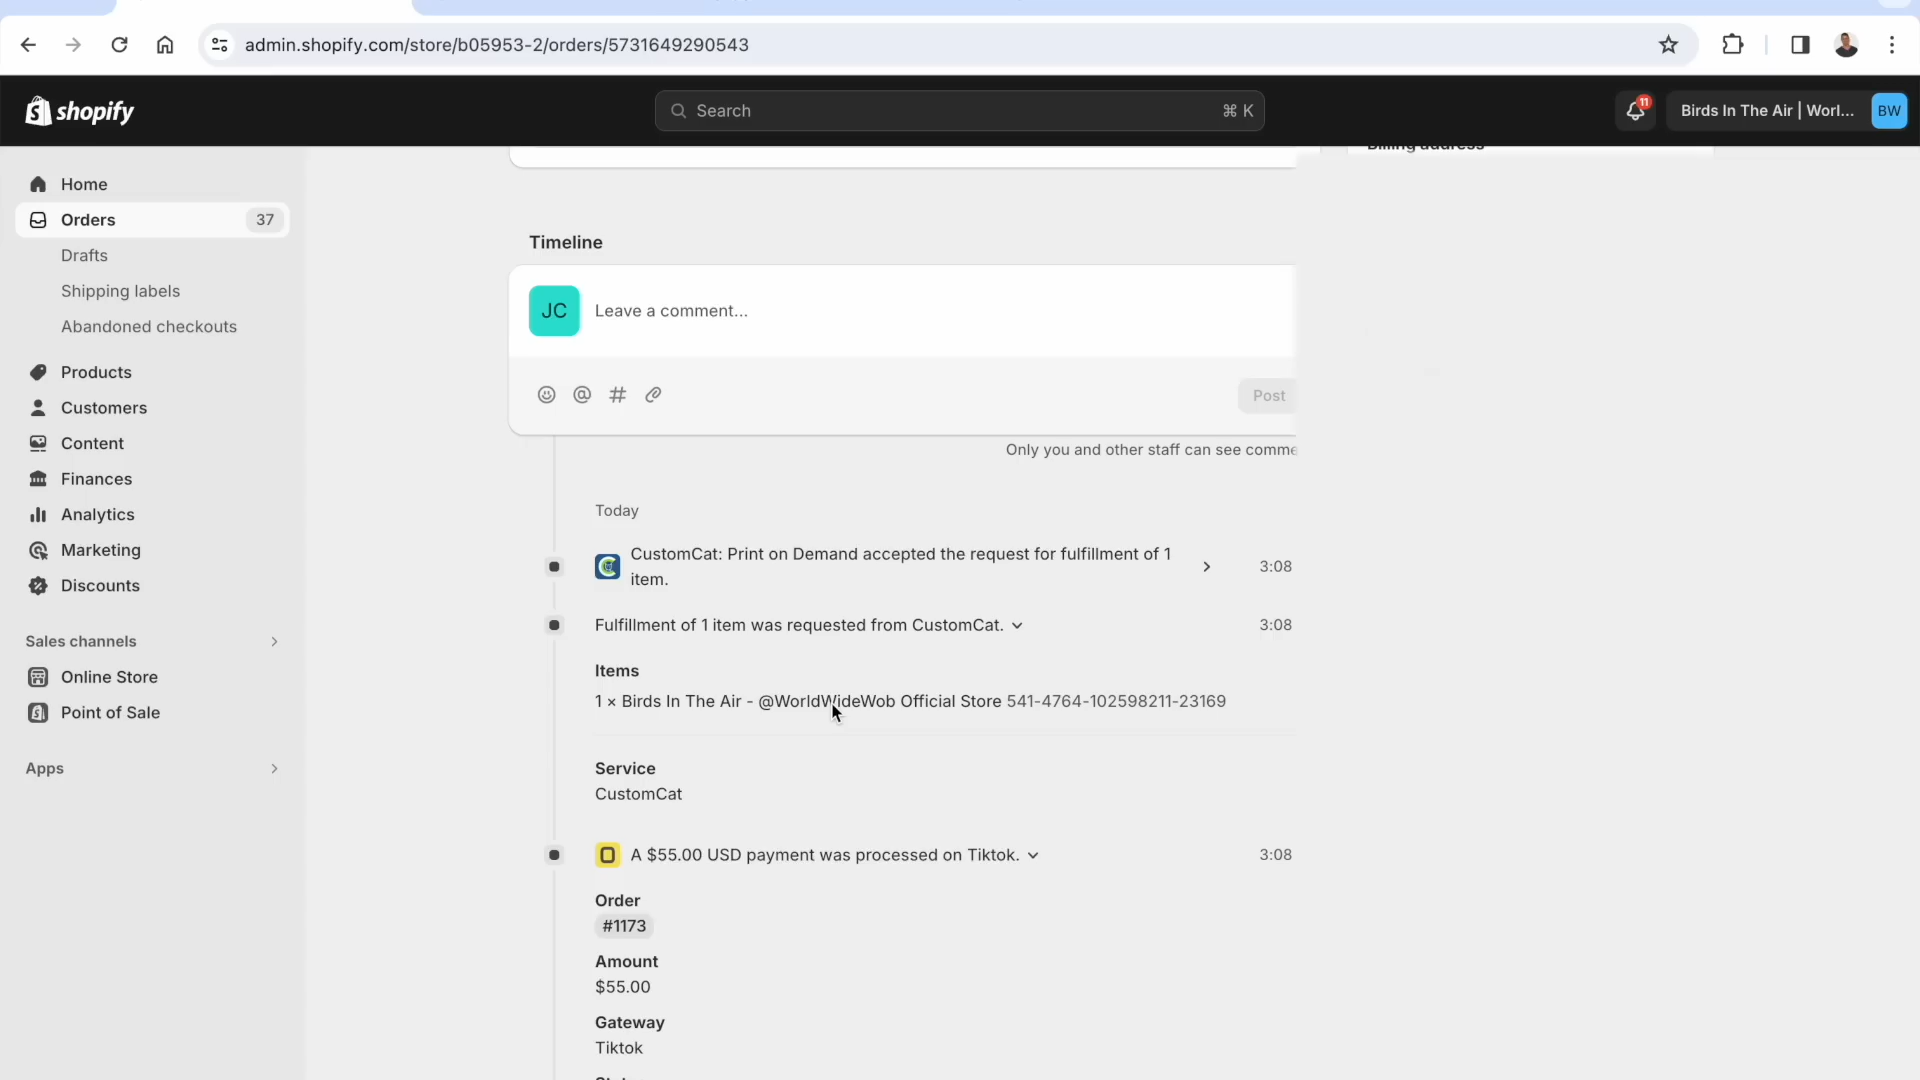 admin.shopify.com/store/b05953-2/orders/5731649290543
shopify
Search
⌘ K
11
Birds In The Air | Worl...
BW
Home
Orders
37
Drafts
Shipping labels
Abandoned checkouts
Products
Customers
Content
Finances
Analytics
Marketing
Discounts
Sales channels
Online Store
Point of Sale
Apps
Billing address
Timeline
JC
Leave a comment...
Post
Only you and other staff can see comme
Today
CustomCat: Print on Demand accepted the request for fulfillment of 1
item.
3:08
Fulfillment of 1 item was requested from CustomCat.
3:08
Items
1 × Birds In The Air - @WorldWideWob Official Store 541-4764-102598211-23169
Service
CustomCat
A $55.00 USD payment was processed on Tiktok.
3:08
Order
#1173
Amount
$55.00
Gateway
Tiktok